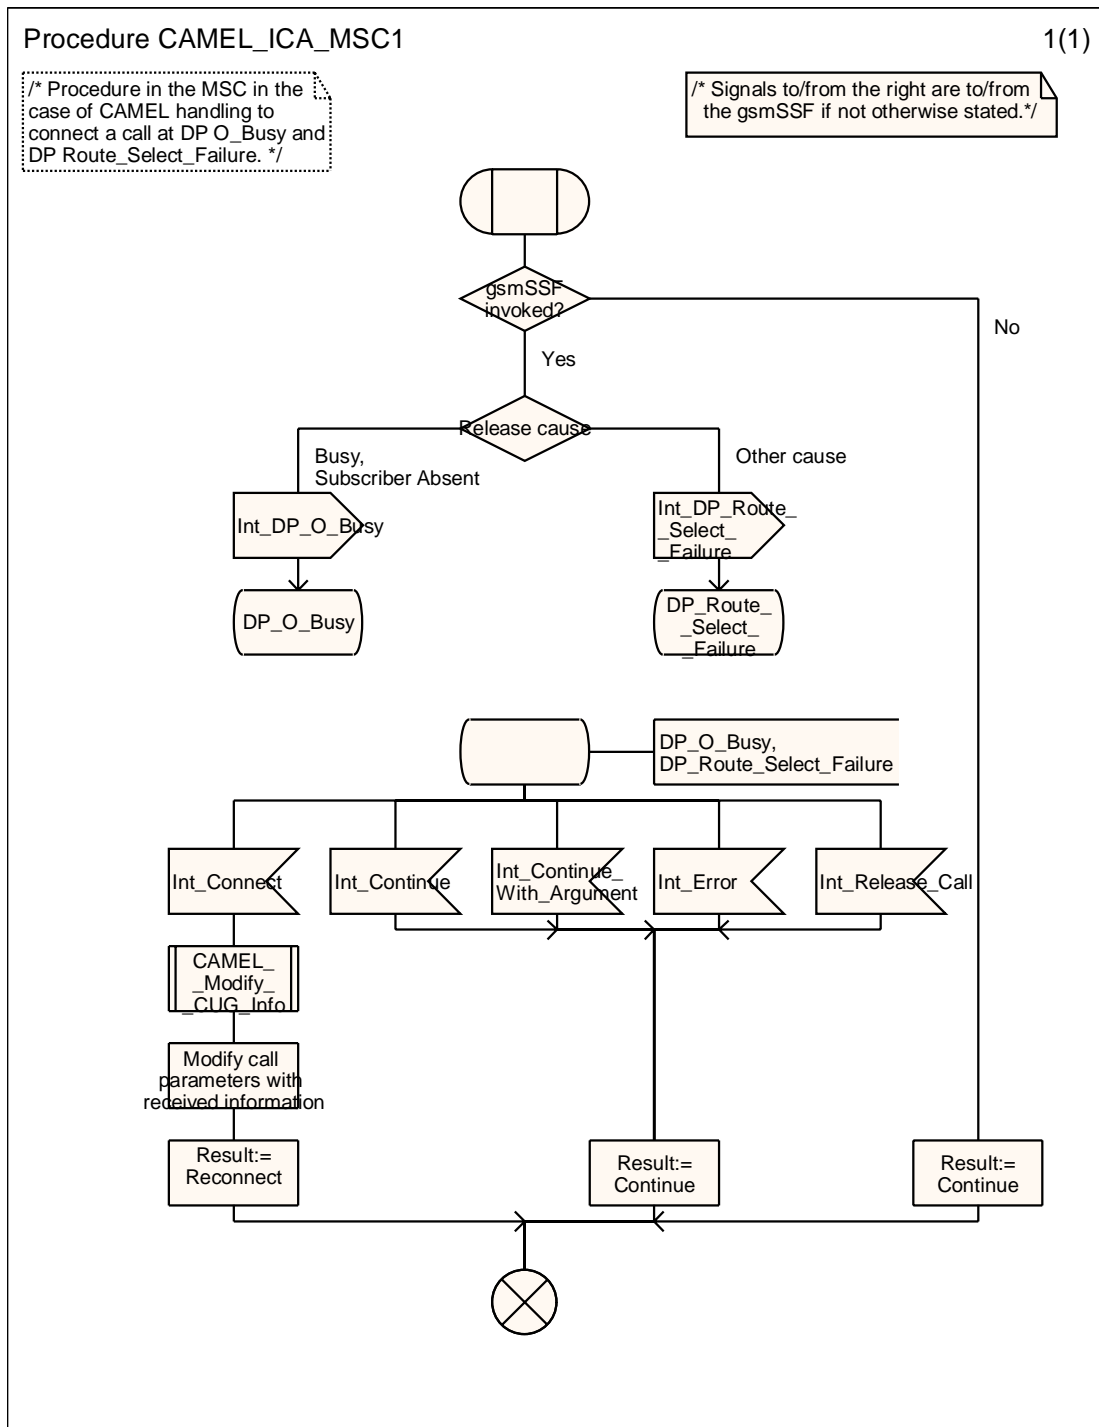 Procedure CAMEL_ICA_MSC1
1(1)
/* Procedure in the MSC in the
case of CAMEL handling to
connect a call at DP O_Busy and
DP Route_Select_Failure. */
/* Signals to/from the right are to/from
the gsmSSF if not otherwise stated.*/
gsmSSF
invoked?
No
Yes
Release cause
Busy,
Subscriber Absent
Other cause
Int_DP_O_Busy
Int_DP_Route_
_Select_
_Failure
DP_O_Busy
DP_Route_
_Select_
_Failure
DP_O_Busy,
DP_Route_Select_Failure
Int_Connect
Int_Continue
Int_Continue_
With_Argument
Int_Error
Int_Release_Call
CAMEL_
_Modify_
_CUG_Info
Modify call
parameters with
received information
Result:=
Reconnect
Result:=
Continue
Result:=
Continue